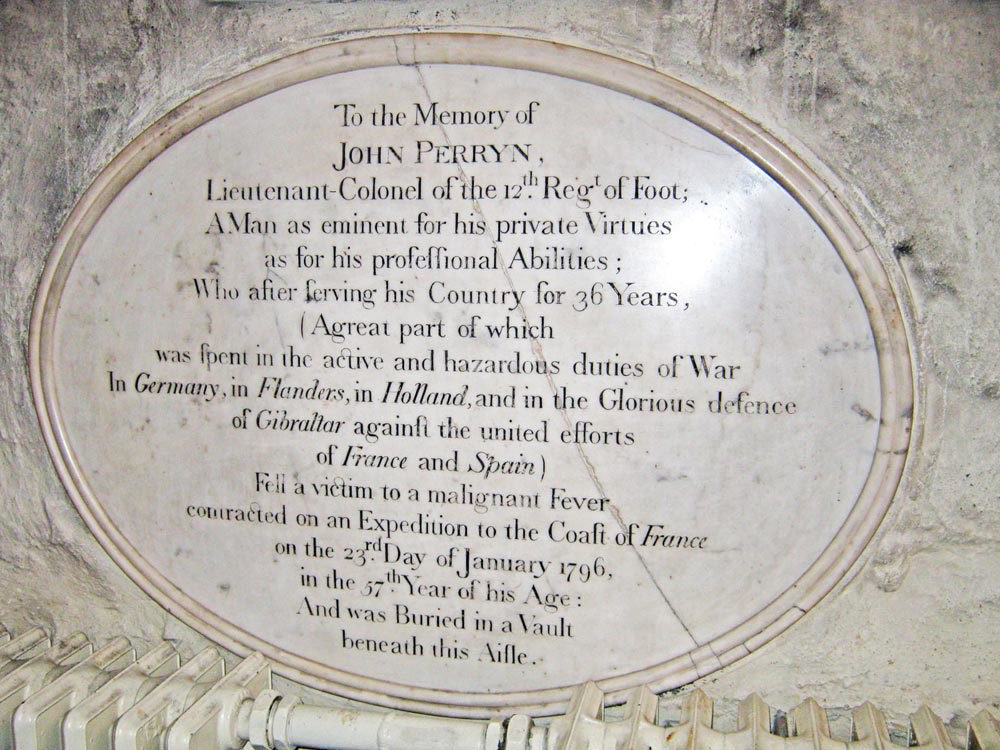 To the Memory of
JOHN PERRYN,
Lieutenant-Colonel of the 12th. Regt of Foot;
A Man as eminent for his private Virtues
as for his profeſſional Abilities;
Who after ſerving his Country for 36 Years,
(A great part of which
was ſpent in the active and hazardous duties of War
In Germany, in Flanders, in Holland, and in the Glorious defence
of Gibraltar againſt the united efforts
of France and Spain)
Fell a victim to a malignant Fever
contracted on an Expedition to the Coaſt of France
on the 23rd. Day of January 1796,
in the 57th. Year of his Age:
And was Buried in a Vault
beneath this Aiſle.